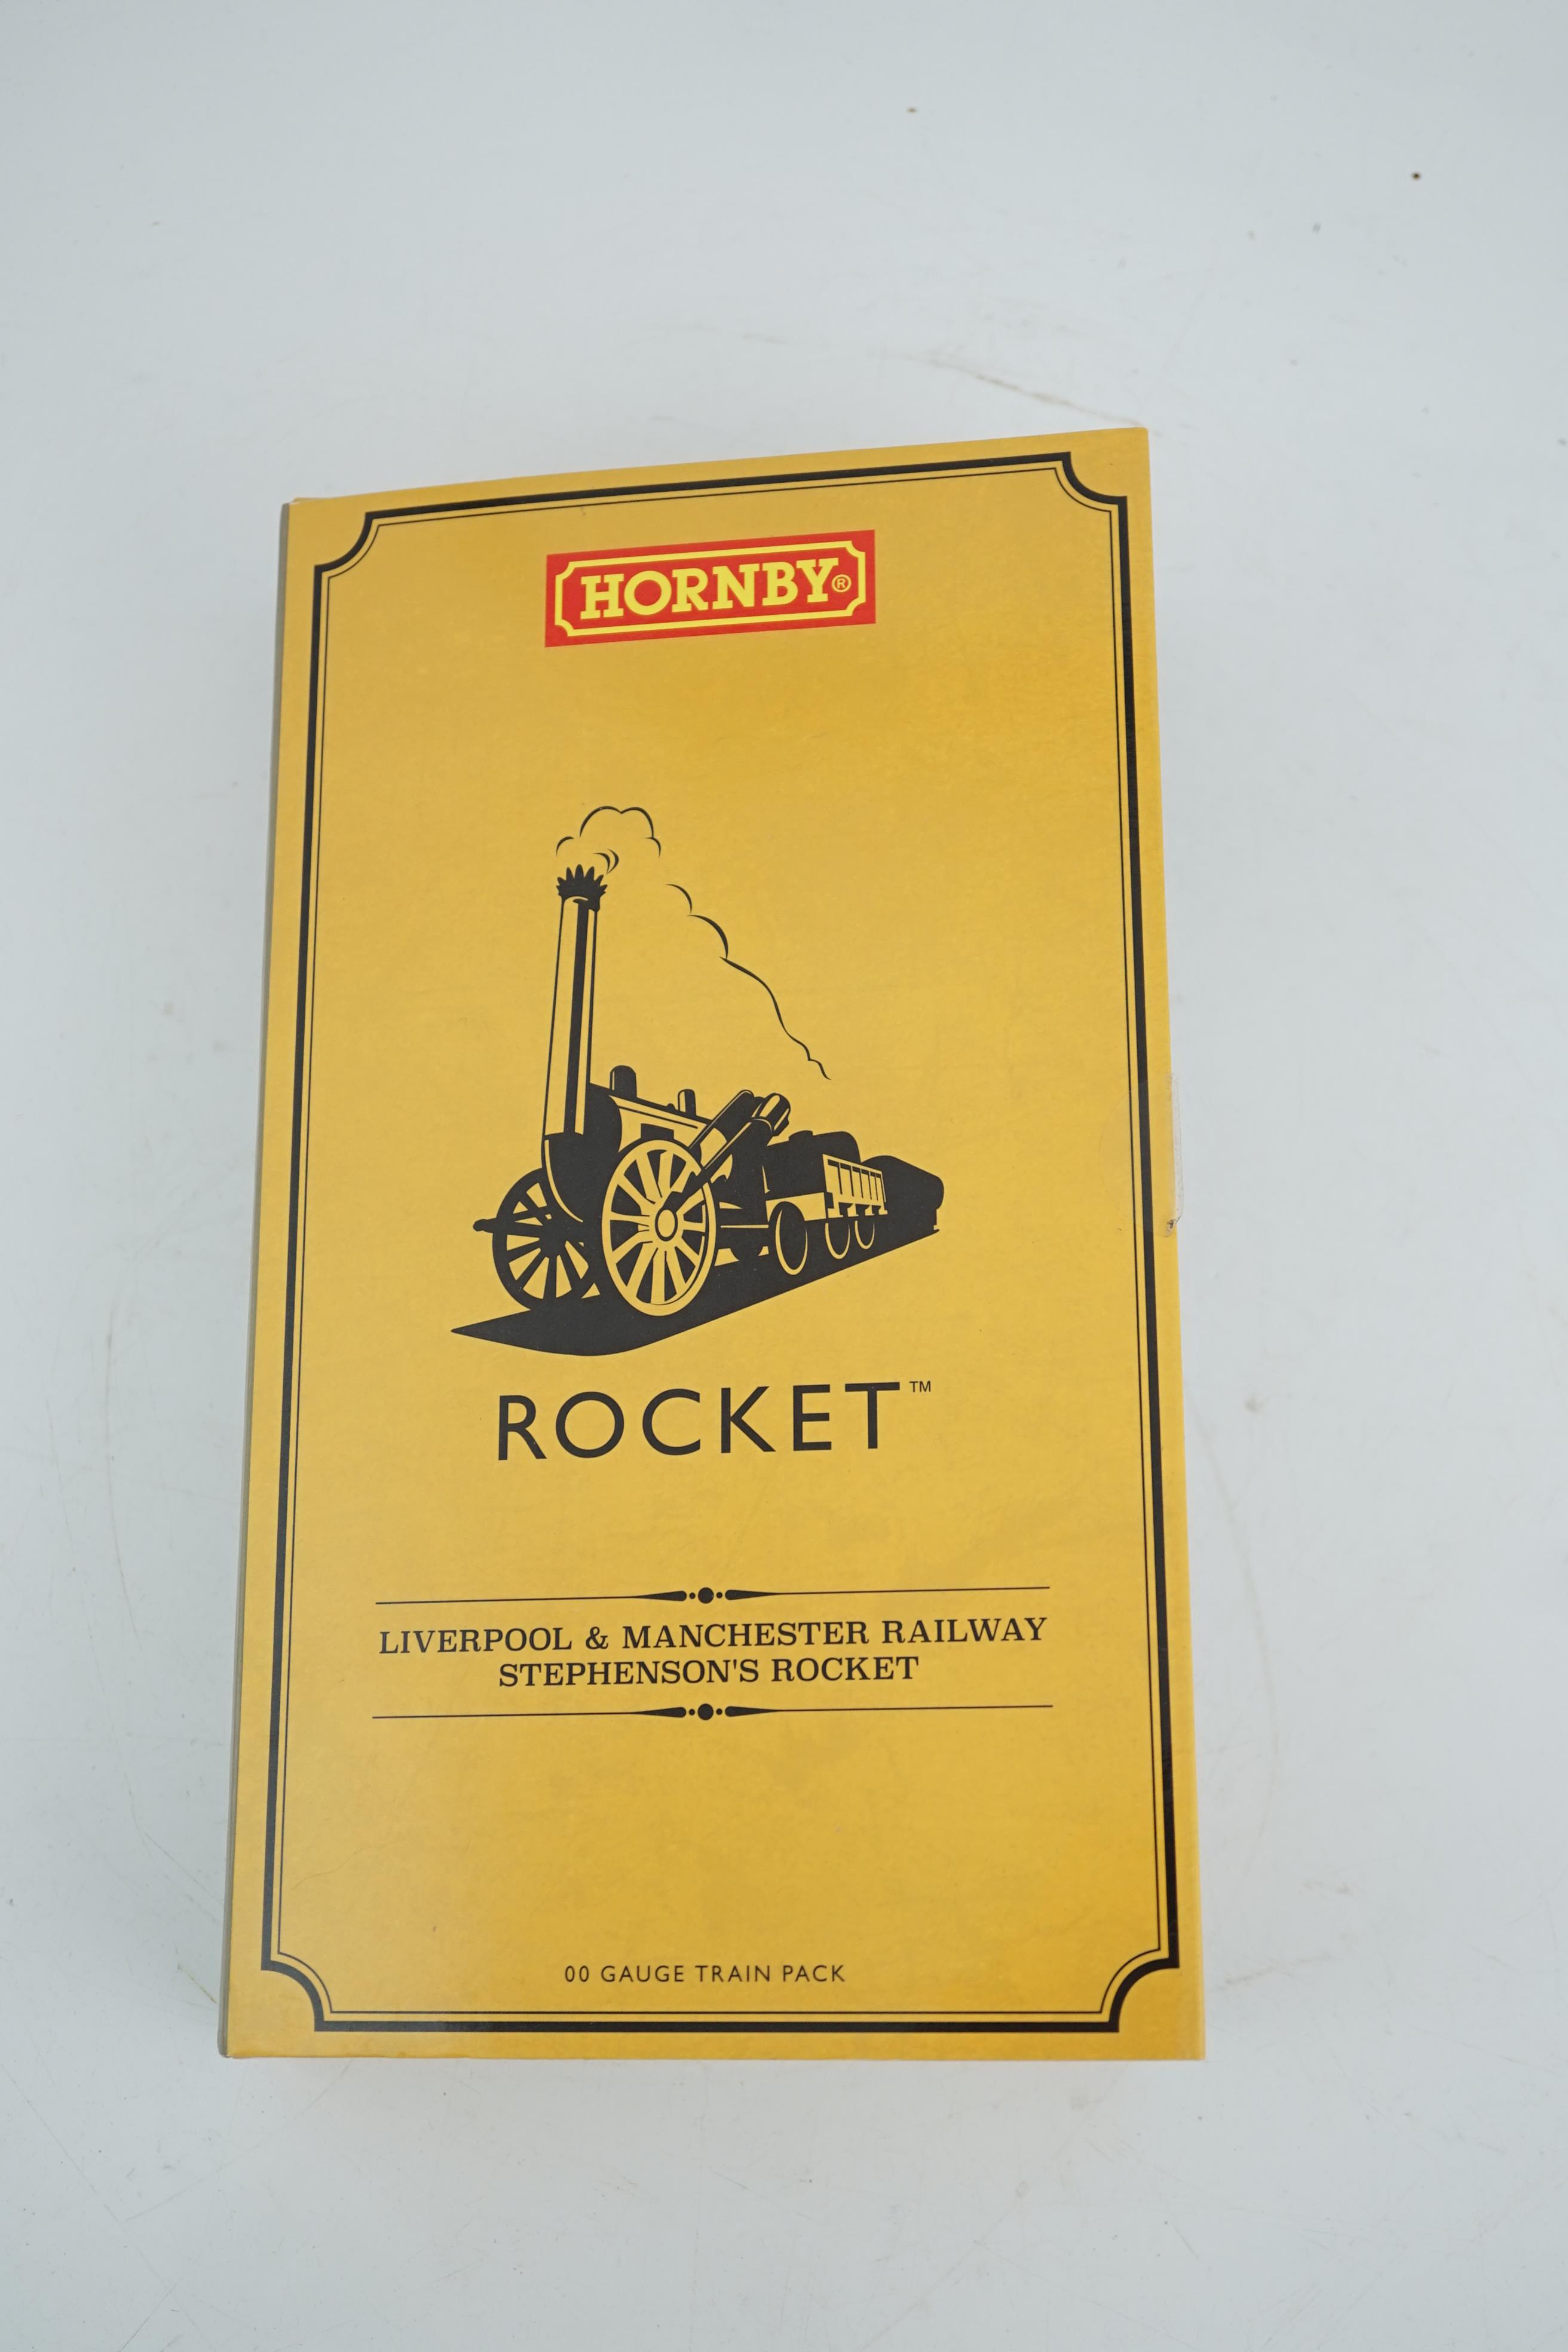 HORNBY®
ROCKET™
LIVERPOOL & MANCHESTER RAILWAY
STEPHENSON'S ROCKET
00 GAUGE TRAIN PACK